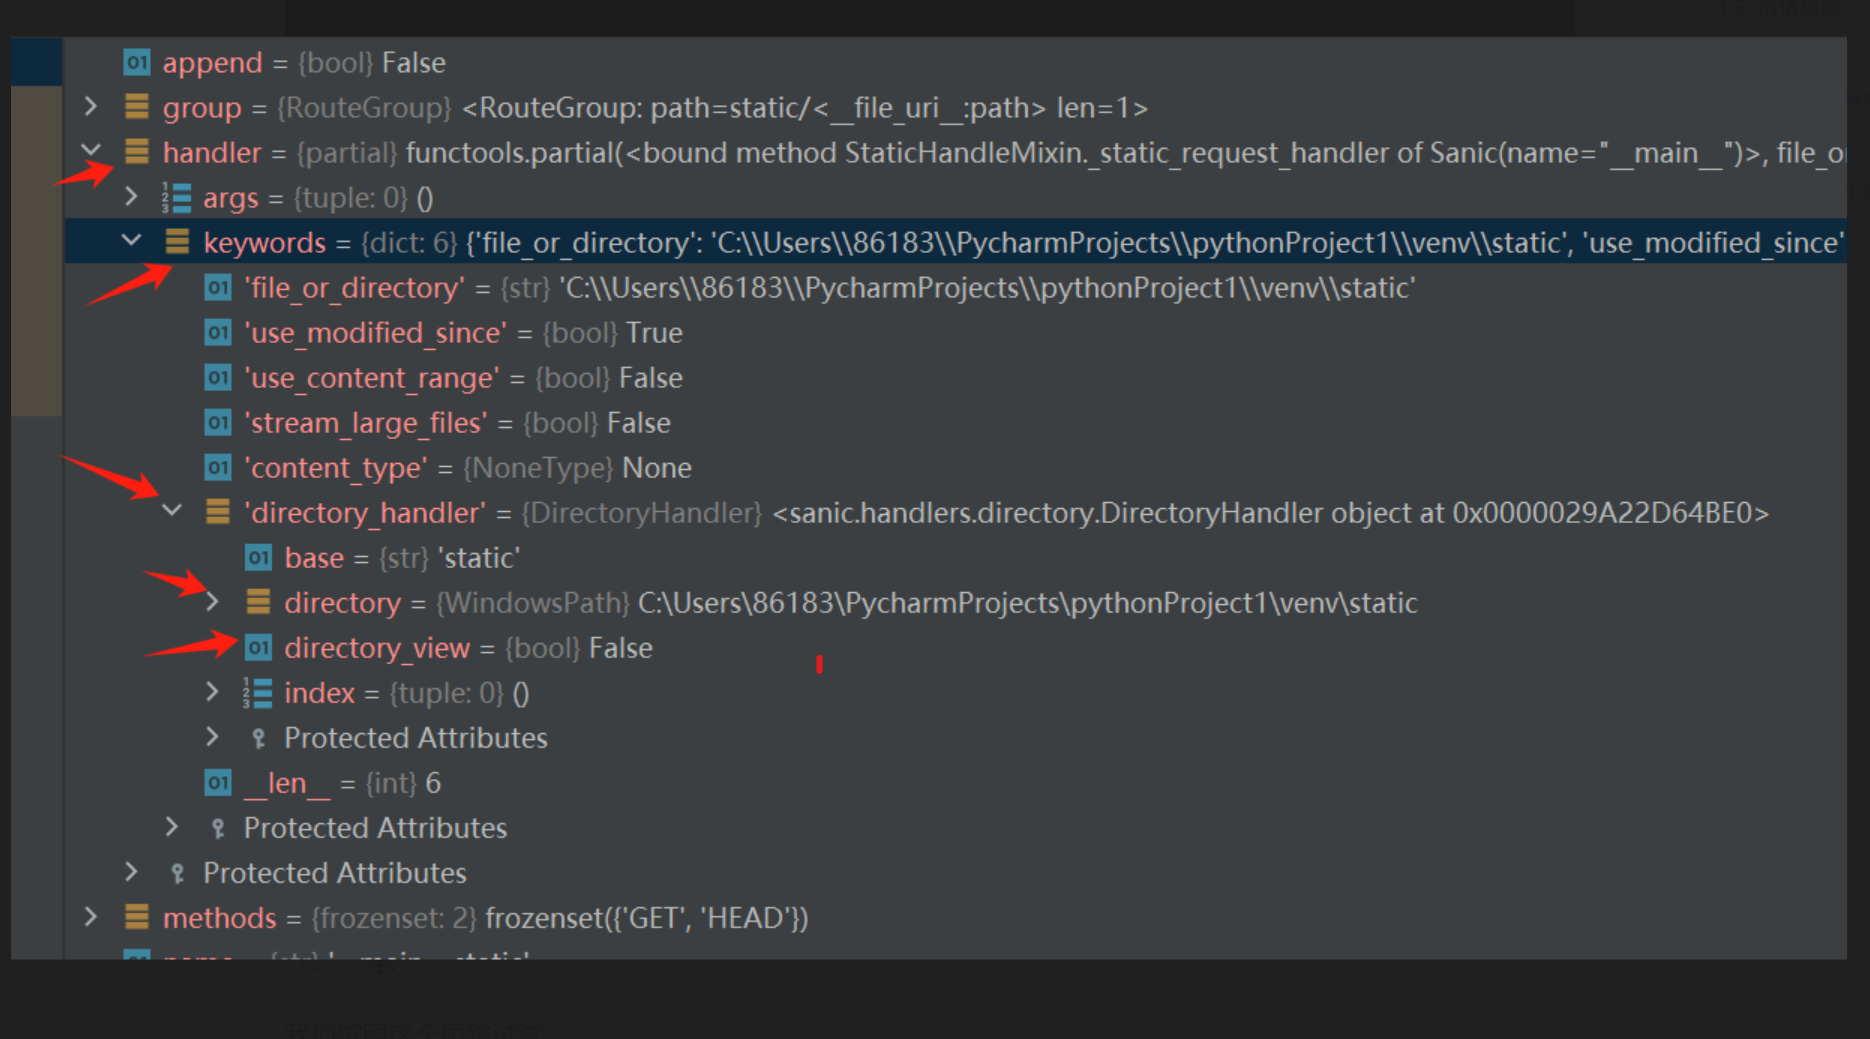 append = {bool} False
group = {RouteGroup} <RouteGroup: path=static/<__file_uri__:path> len=1>
handler = {partial} functools.partial(<bound method StaticHandleMixin._static_request_handler of Sanic(name="__main__")>, file_o
args = {tuple: 0} ()
keywords = {dict: 6} {'file_or_directory': 'C:\\Users\\86183\\PycharmProjects\\pythonProject1\\venv\\static', 'use_modified_since'
'file_or_directory' = {str} 'C:\\Users\\86183\\PycharmProjects\\pythonProject1\\venv\\static'
'use_modified_since' = {bool} True
'use_content_range' = {bool} False
'stream_large_files' = {bool} False
'content_type' = {NoneType} None
'directory_handler' = {DirectoryHandler} <sanic.handlers.directory.DirectoryHandler object at 0x0000029A22D64BE0>
base = {str} 'static'
directory = {WindowsPath} C:\Users\86183\PycharmProjects\pythonProject1\venv\static
directory_view = {bool} False
index = {tuple: 0} ()
Protected Attributes
__len__ = {int} 6
Protected Attributes
Protected Attributes
methods = {frozenset: 2} frozenset({'GET', 'HEAD'})